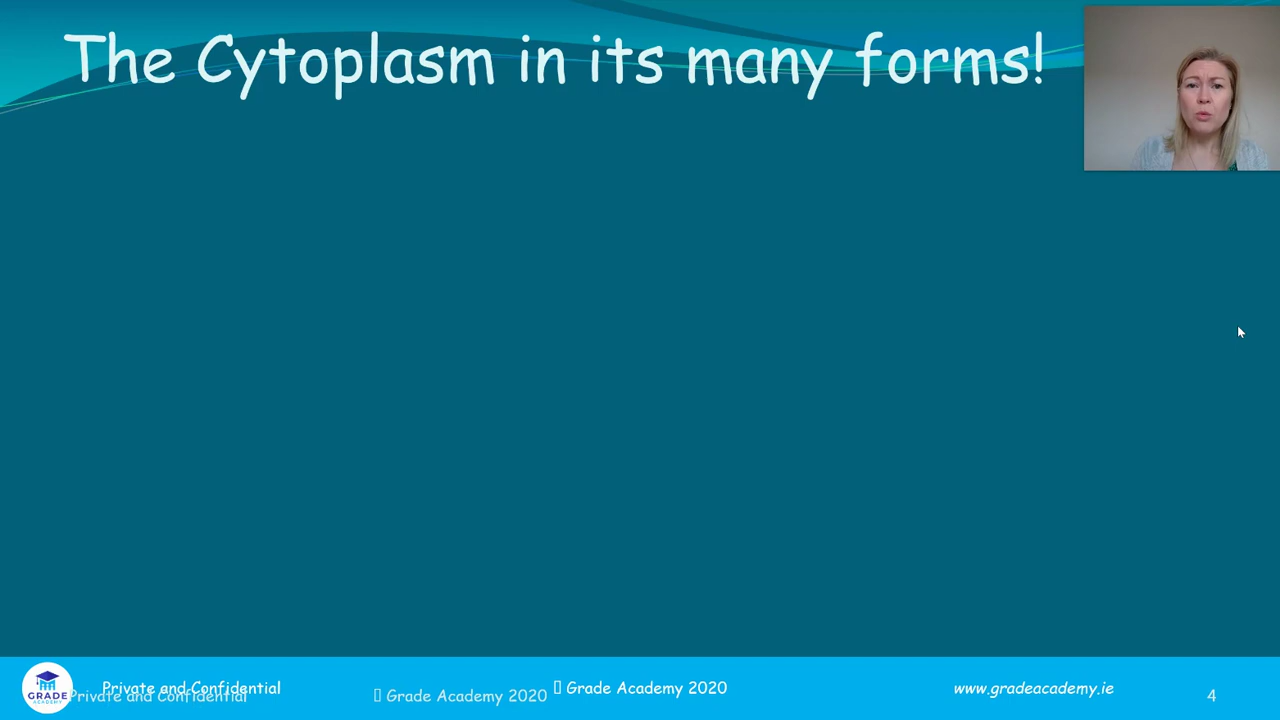 The Cytoplasm in its many forms!
GRADE
ACADEMY
Private and Confidential
Private and Confidential
Grade Academy 2020
Grade Academy 2020
www.gradeacademy.ie
4